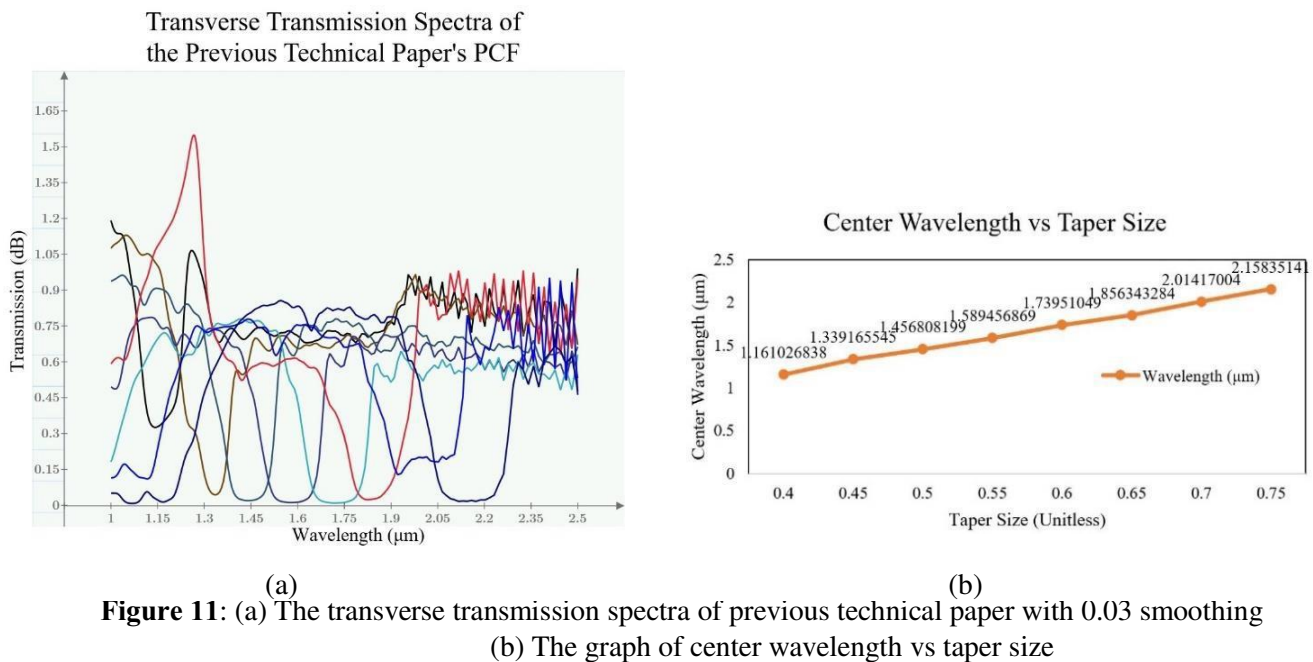 Transverse Transmission Spectra of
the Previous Technical Paper's PCF
Transmission (dB)
1.65
1.5
1.35
1.2
1.05
0.9
0.75
0.6
0.45
0.3
0.15
0
1 1.15 1.3 1.45 1.6 1.75 1.9 2.05 2.2 2.35 2.5
Wavelength (μm)
(a)
Center Wavelength vs Taper Size
Center Wavelength (μm)
2.5
2
1.5
1
0.5
0
1.161026838
1.339165545
1.456808199
1.589456869
1.73951049
1.856343284
2.01417004
2.15835141
Wavelength (μm)
0.4 0.45 0.5 0.55 0.6 0.65 0.7 0.75
Taper Size (Unitless)
(b)
Figure 11: (a) The transverse transmission spectra of previous technical paper with 0.03 smoothing
(b) The graph of center wavelength vs taper size